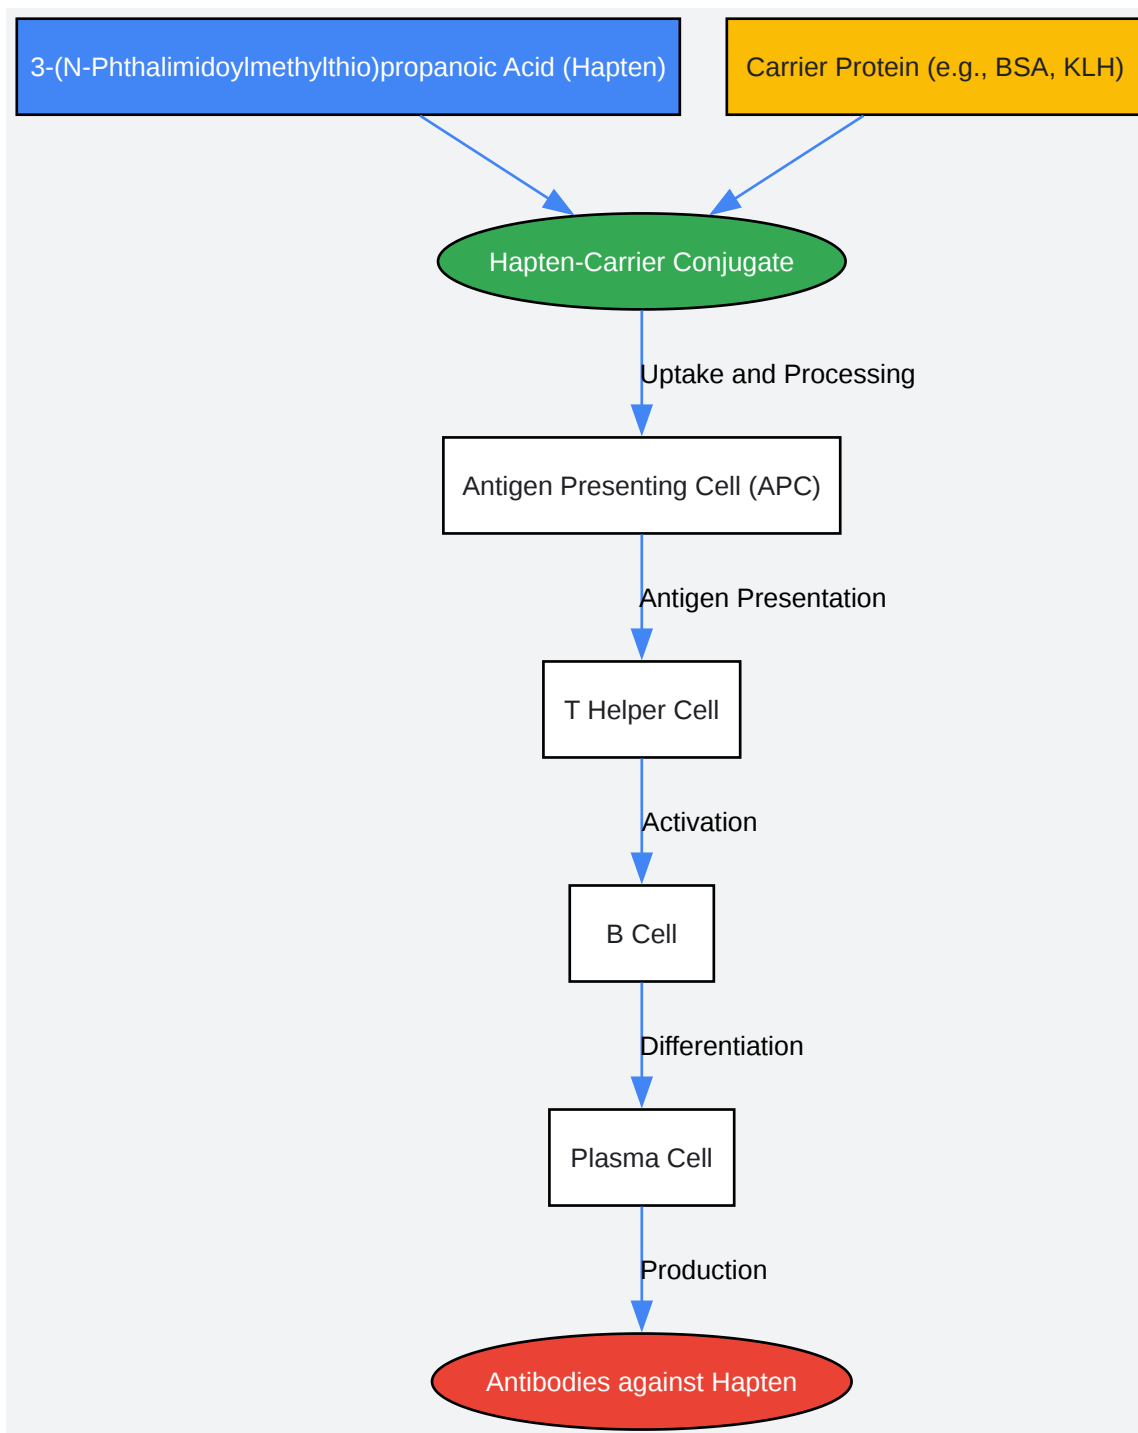 3-(N-Phthalimidoylmethylthio)propanoic Acid (Hapten)
Carrier Protein (e.g., BSA, KLH)
Hapten-Carrier Conjugate
Uptake and Processing
Antigen Presenting Cell (APC)
Antigen Presentation
T Helper Cell
Activation
B Cell
Differentiation
Plasma Cell
Production
Antibodies against Hapten